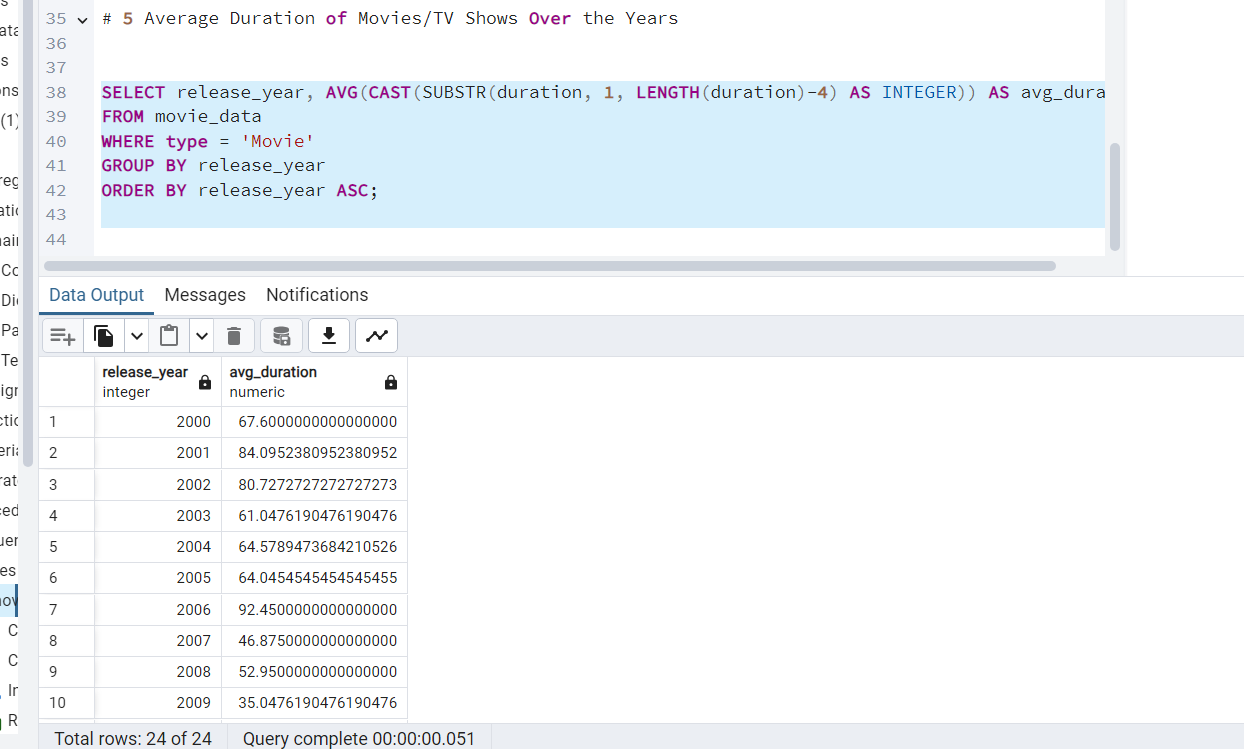 35 # 5 Average Duration of Movies/TV Shows Over the Years
36
37
38 SELECT release_year, AVG(CAST(SUBSTR(duration, 1, LENGTH(duration)-4) AS INTEGER)) AS avg_dura
39 FROM movie_data
40 WHERE type = 'Movie'
41 GROUP BY release_year
42 ORDER BY release_year ASC;
43
44
Data Output Messages Notifications
release_year avg_duration
integer numeric
1 2000 67.6000000000000000
2 2001 84.0952380952380952
3 2002 80.7272727272727273
4 2003 61.0476190476190476
5 2004 64.5789473684210526
6 2005 64.0454545454545455
7 2006 92.4500000000000000
8 2007 46.8750000000000000
9 2008 52.9500000000000000
10 2009 35.0476190476190476
Total rows: 24 of 24 Query complete 00:00:00.051